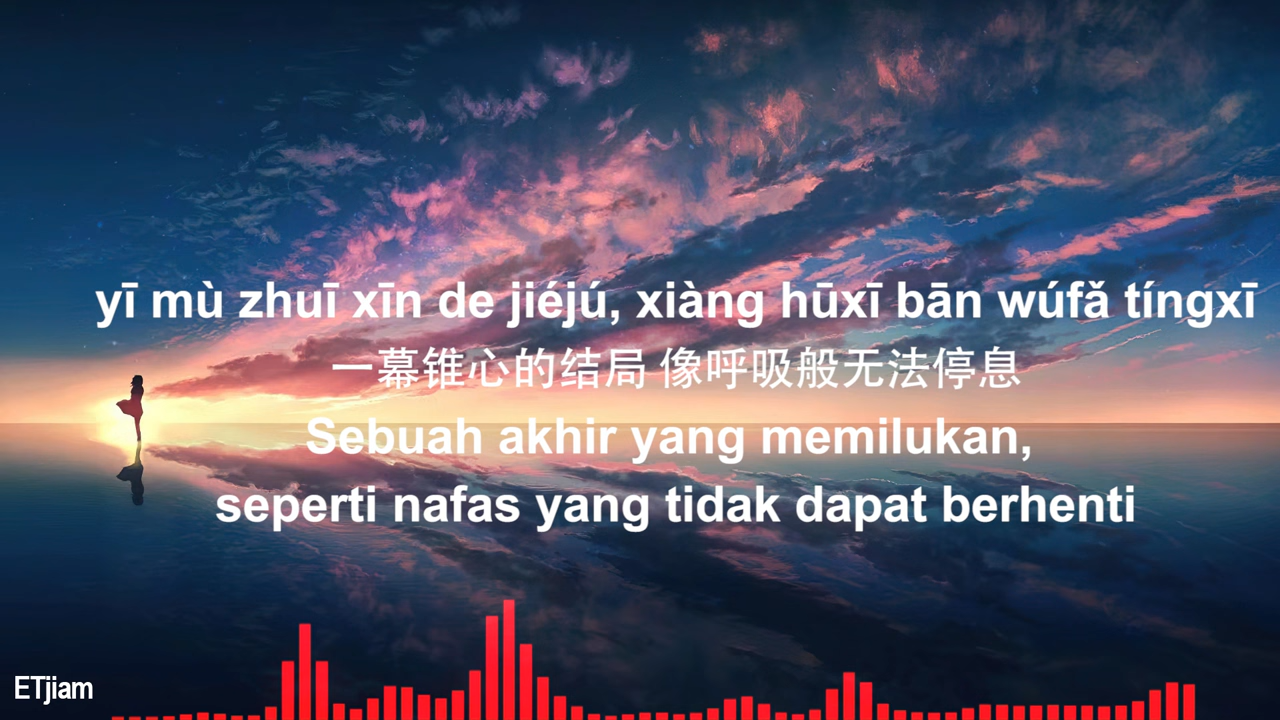 yī mù zhuī xīn de jiéjú, xiàng hūxī bān wúfǎ tíngxī
一幕锥心的结局 像呼吸般无法停息
Sebuah akhir yang memilukan,
seperti nafas yang tidak dapat berhenti
ETjiam